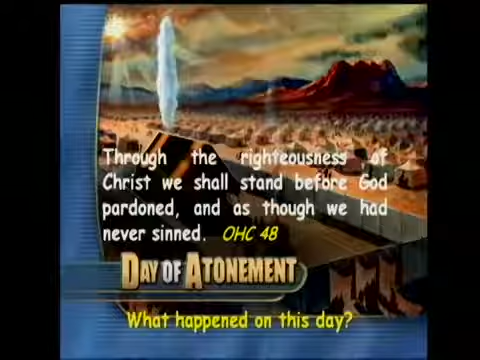 Through the righteousness of
Christ we shall stand before God
pardoned, and as though we had
never sinned. OHC 48
DAY OF ATONEMENT
What happened on this day?